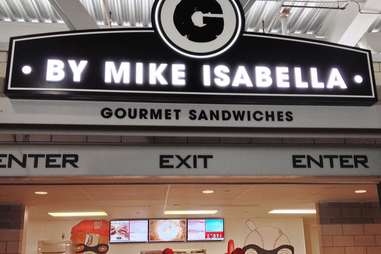 G
• BY MIKE ISABELLA •
GOURMET SANDWICHES
ENTER EXIT ENTER